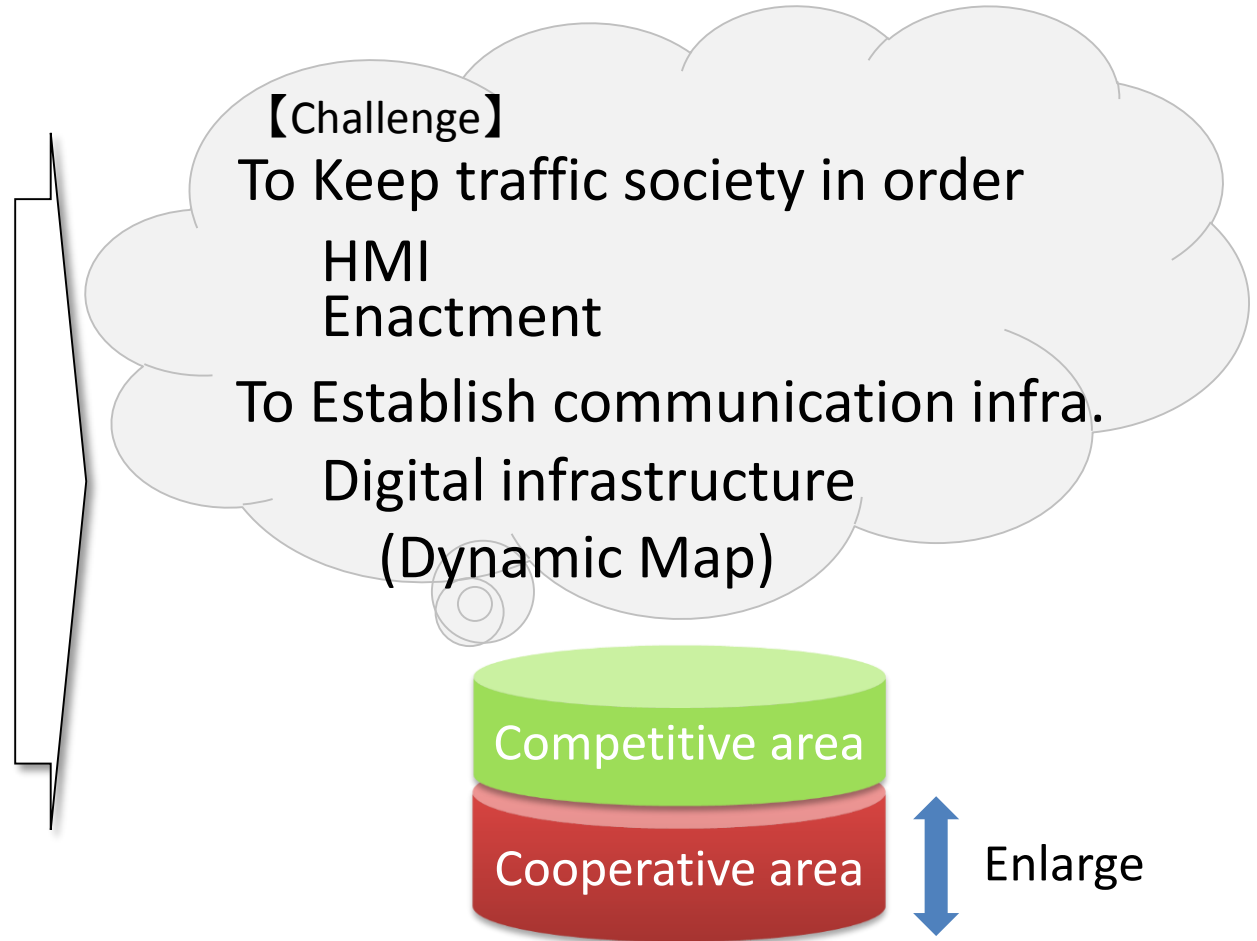 【Challenge】
To Keep traffic society in order
HMI
Enactment
To Establish communication infra.
Digital infrastructure
(Dynamic Map)
Competitive area
Cooperative area
Enlarge